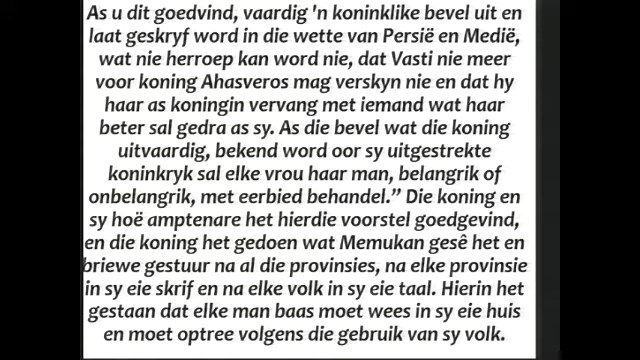 As u dit goedvind, vaardig 'n koninklike bevel uit en
laat geskryf word in die wette van Persië en Medië,
wat nie herroep kan word nie, dat Vasti nie meer
voor koning Ahasveros mag verskyn nie en dat hy
haar as koningin vervang met iemand wat haar
beter sal gedra as sy. As die bevel wat die koning
uitvaardig, bekend word oor sy uitgestrekte
koninkryk sal elke vrou haar man, belangrik of
onbelangrik, met eerbied behandel.” Die koning en
sy hoë amptenare het hierdie voorstel goedgevind,
en die koning het gedoen wat Memukan gesê het en
briewe gestuur na al die provinsies, na elke provinsie
in sy eie skrif en na elke volk in sy eie taal. Hierin het
gestaan dat elke man baas moet wees in sy eie huis
en moet optree volgens die gebruik van sy volk.